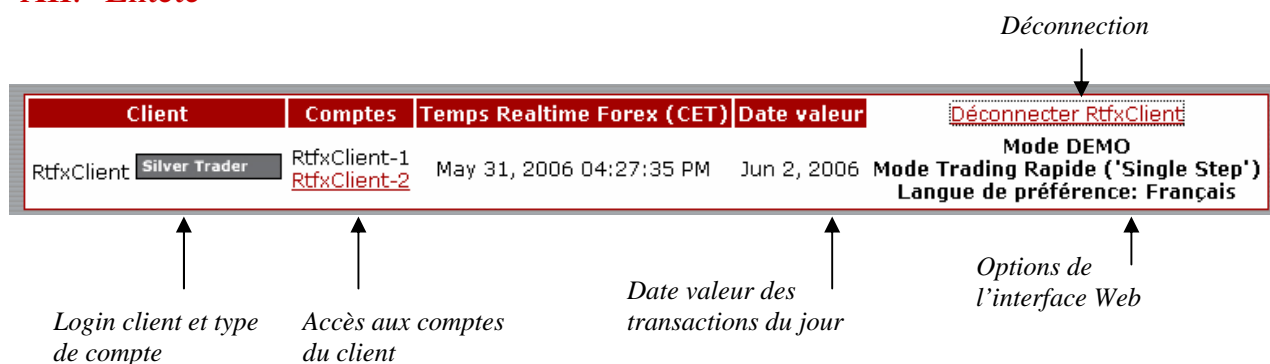 XII. Entête
Déconnection
Client Comptes Temps Realtime Forex (CET) Date valeur Déconnecter RtfxClient
RtfxClient Silver Trader RtfxClient-1 May 31, 2006 04:27:35 PM Jun 2, 2006 Mode DEMO
RtfxClient-2 Mode Trading Rapide ('Single Step')
Langue de préférence: Français
Login client et type
de compte
Accès aux comptes
du client
Date valeur des
transactions du jour
Options de
l'interface Web